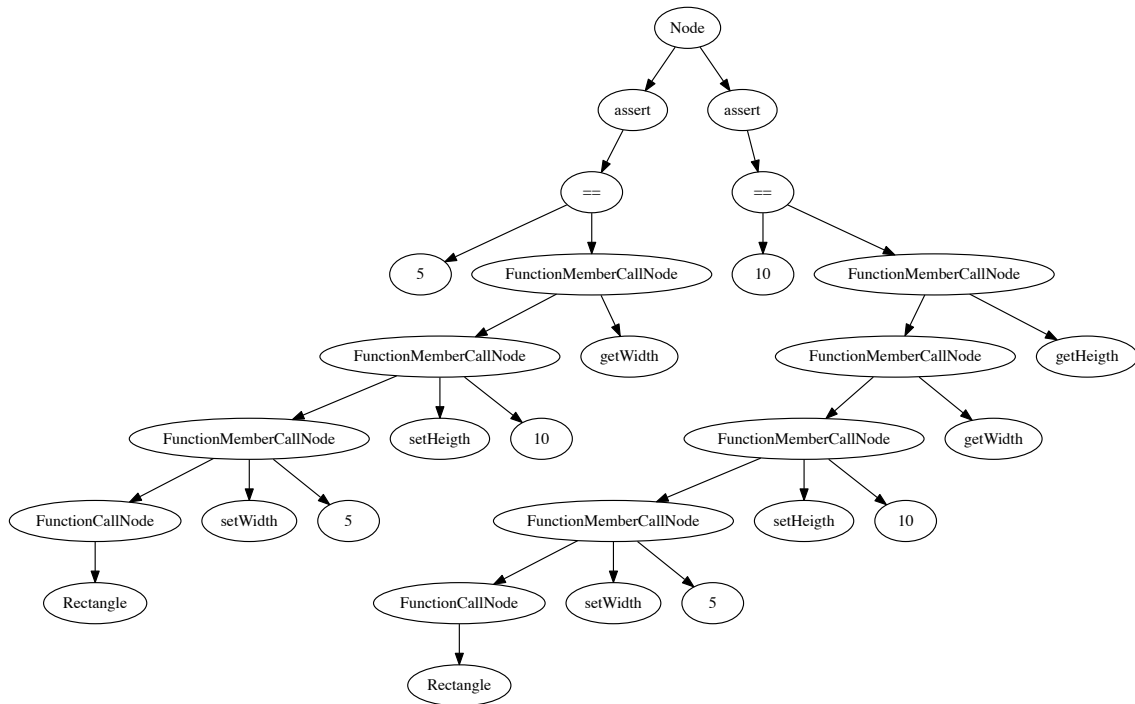 Node
assert
assert
==
==
5
FunctionMemberCallNode
10
FunctionMemberCallNode
FunctionMemberCallNode
getWidth
FunctionMemberCallNode
getHeigth
FunctionMemberCallNode
setHeigth
10
FunctionMemberCallNode
getWidth
FunctionCallNode
setWidth
5
FunctionMemberCallNode
setHeigth
10
Rectangle
FunctionCallNode
setWidth
5
Rectangle